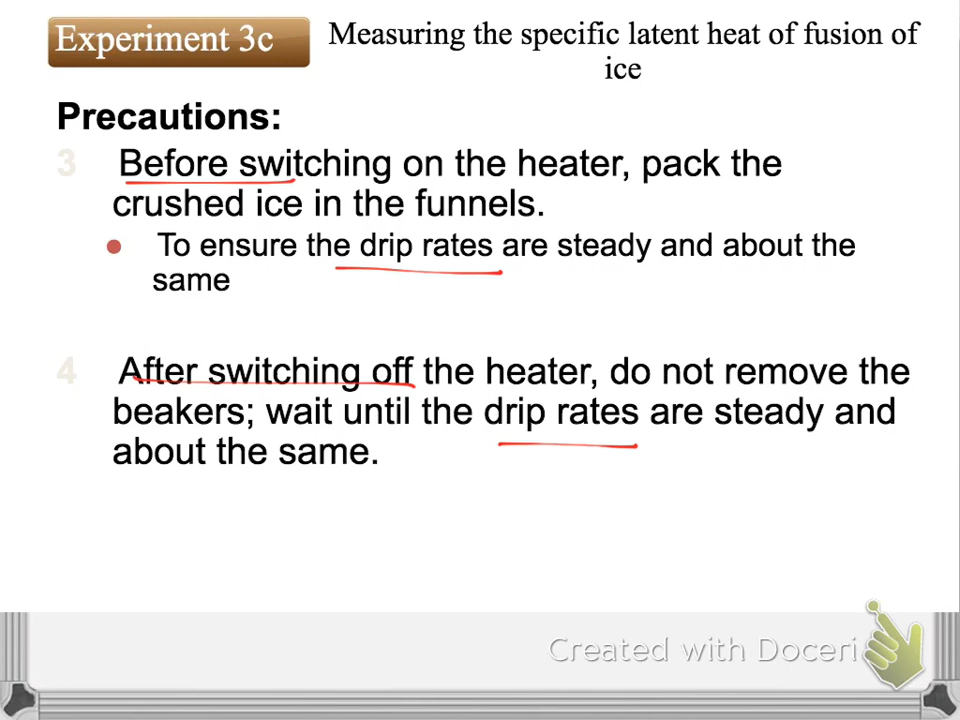 Experiment 3c
Measuring the specific latent heat of fusion of
ice
Precautions:
3 Before switching on the heater, pack the
crushed ice in the funnels.
● To ensure the drip rates are steady and about the
same
4 After switching off the heater, do not remove the
beakers; wait until the drip rates are steady and
about the same.
Created with Doceri